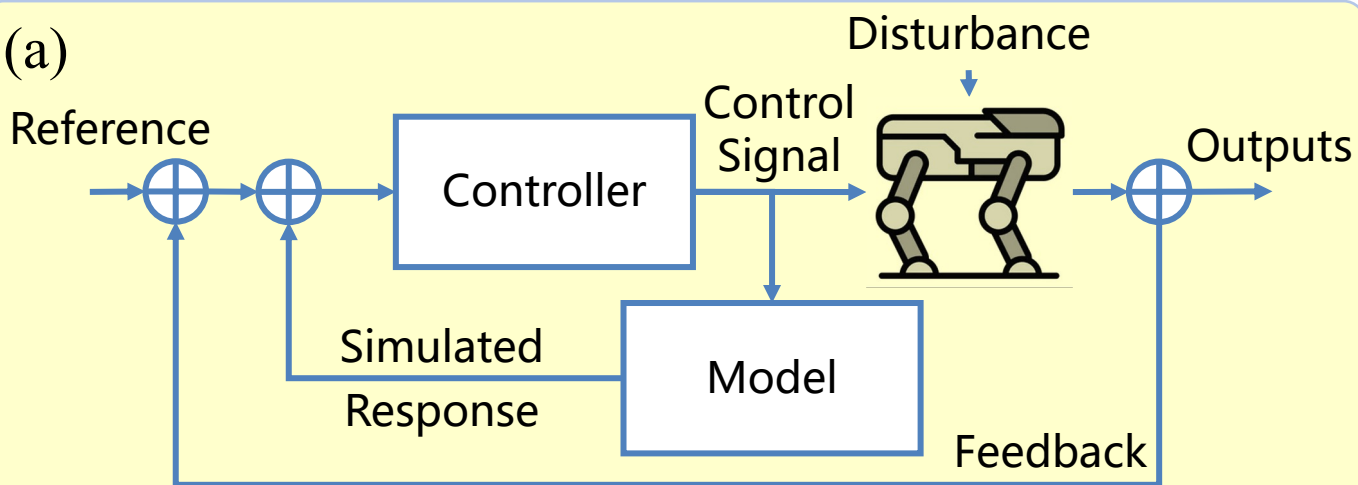 (a)
Disturbance
Reference
Control
Signal
Controller
Outputs
Simulated
Response
Model
Feedback